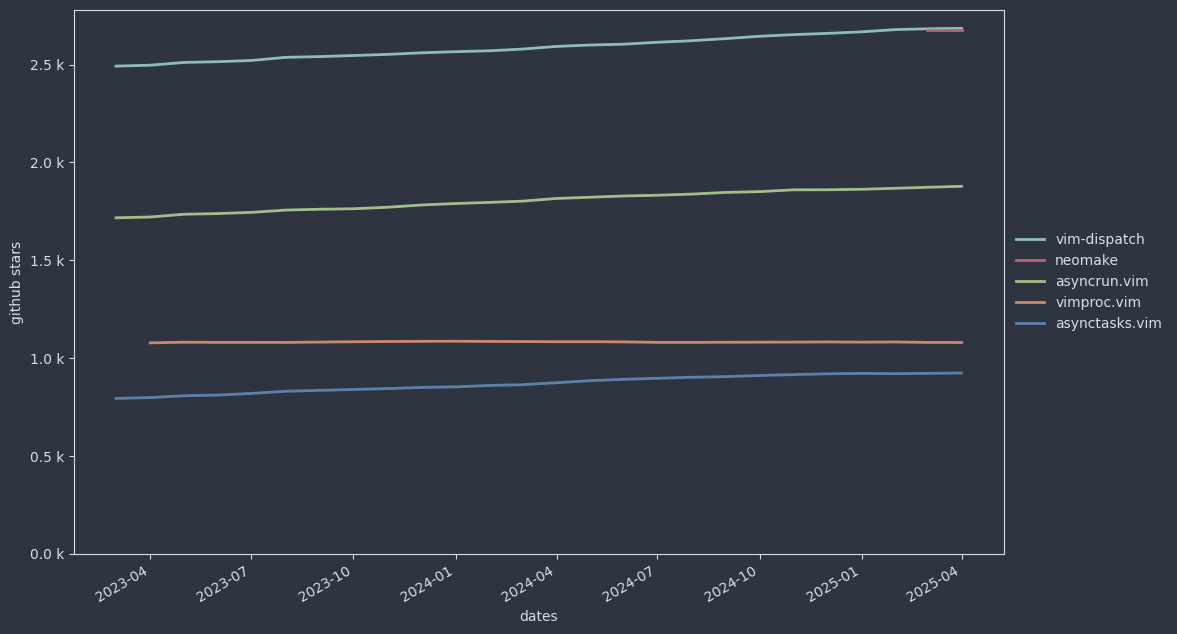 github stars
2.5 k
2.0 k
1.5 k
1.0 k
0.5 k
0.0 k
2023-04
2023-07
2023-10
2024-01
2024-04
2024-07
2024-10
2025-01
2025-04
dates
vim-dispatch
neomake
asyncrun.vim
vimproc.vim
asynctasks.vim